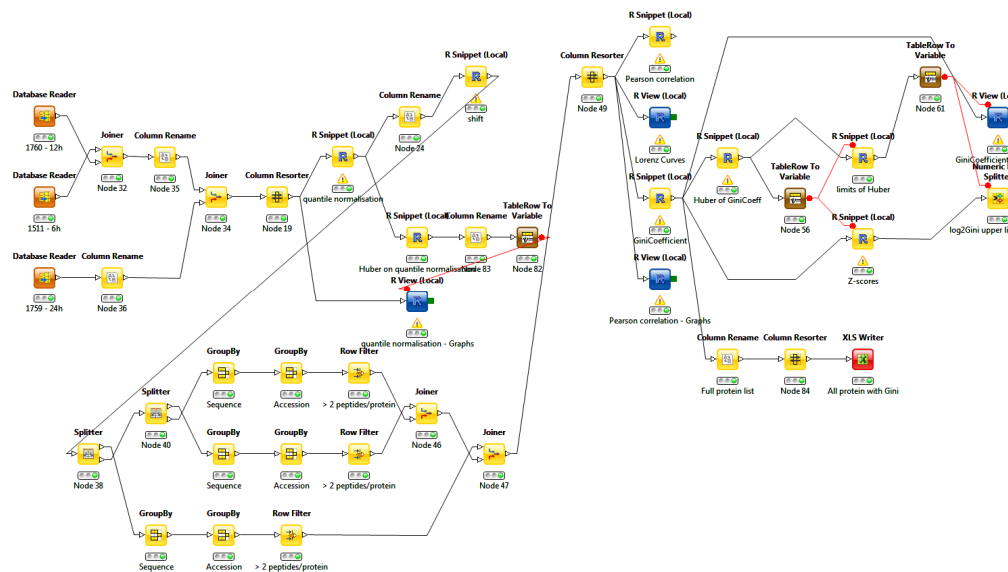 R Snippet (Local)
Pearson correlation
R View (Local)
Lorenz Curves
R Snippet (Local)
GiniCoefficient
R View (Local)
Pearson correlation - Graphs
Column Resorter
Node 49
R Snippet (Local)
shift
Column Rename
Node 24
Database Reader
1760 - 12h
Joiner
Node 32
Column Rename
Node 35
Database Reader
1511 - 6h
Joiner
Node 34
Column Resorter
Node 19
Database Reader
1759 - 24h
Column Rename
Node 36
R Snippet (Local)
quantile normalisation
R Snippet (Local)
Huber on quantile normalisation
Column Rename
Node 83
TableRow To
Variable
Node 82
R View (Local)
quantile normalisation - Graphs
R Snippet (Local)
Huber of GiniCoeff
TableRow To
Variable
Node 56
R Snippet (Local)
limits of Huber
R Snippet (Local)
Z-scores
TableRow To
Variable
Node 61
R View (Lo
GiniCoefficient
Numeric
Splitte
log2Gini upper li
Column Rename
Full protein list
Column Resorter
Node 84
XLS Writer
All protein with Gini
Splitter
Node 38
Splitter
Node 40
GroupBy
Sequence
GroupBy
Accession
Row Filter
> 2 peptides/protein
GroupBy
Sequence
GroupBy
Accession
Row Filter
> 2 peptides/protein
Joiner
Node 46
Joiner
Node 47
GroupBy
Sequence
GroupBy
Accession
Row Filter
> 2 peptides/protein